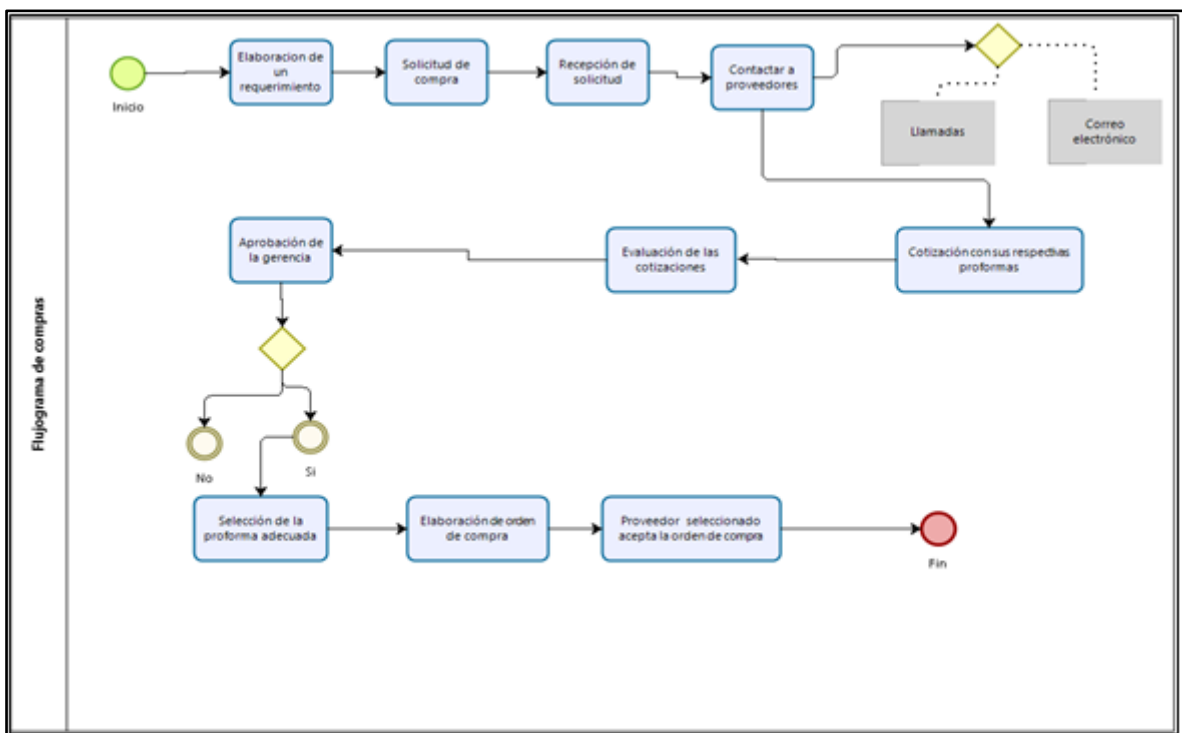 Flujograma de compras
Inicio
Elaboracion de
un
requerimiento
Solicitud de
compra
Recepción de
solicitud
Contactar a
proveedores
Llamadas
Correo
electrónico
Aprobación de
la gerencia
Evaluación de las
cotizaciones
Cotización con sus respectivas
proformas
No
Si
Selección de la
proforma adecuada
Elaboración de orden
de compra
Proveedor seleccionado
acepta la orden de compra
Fin